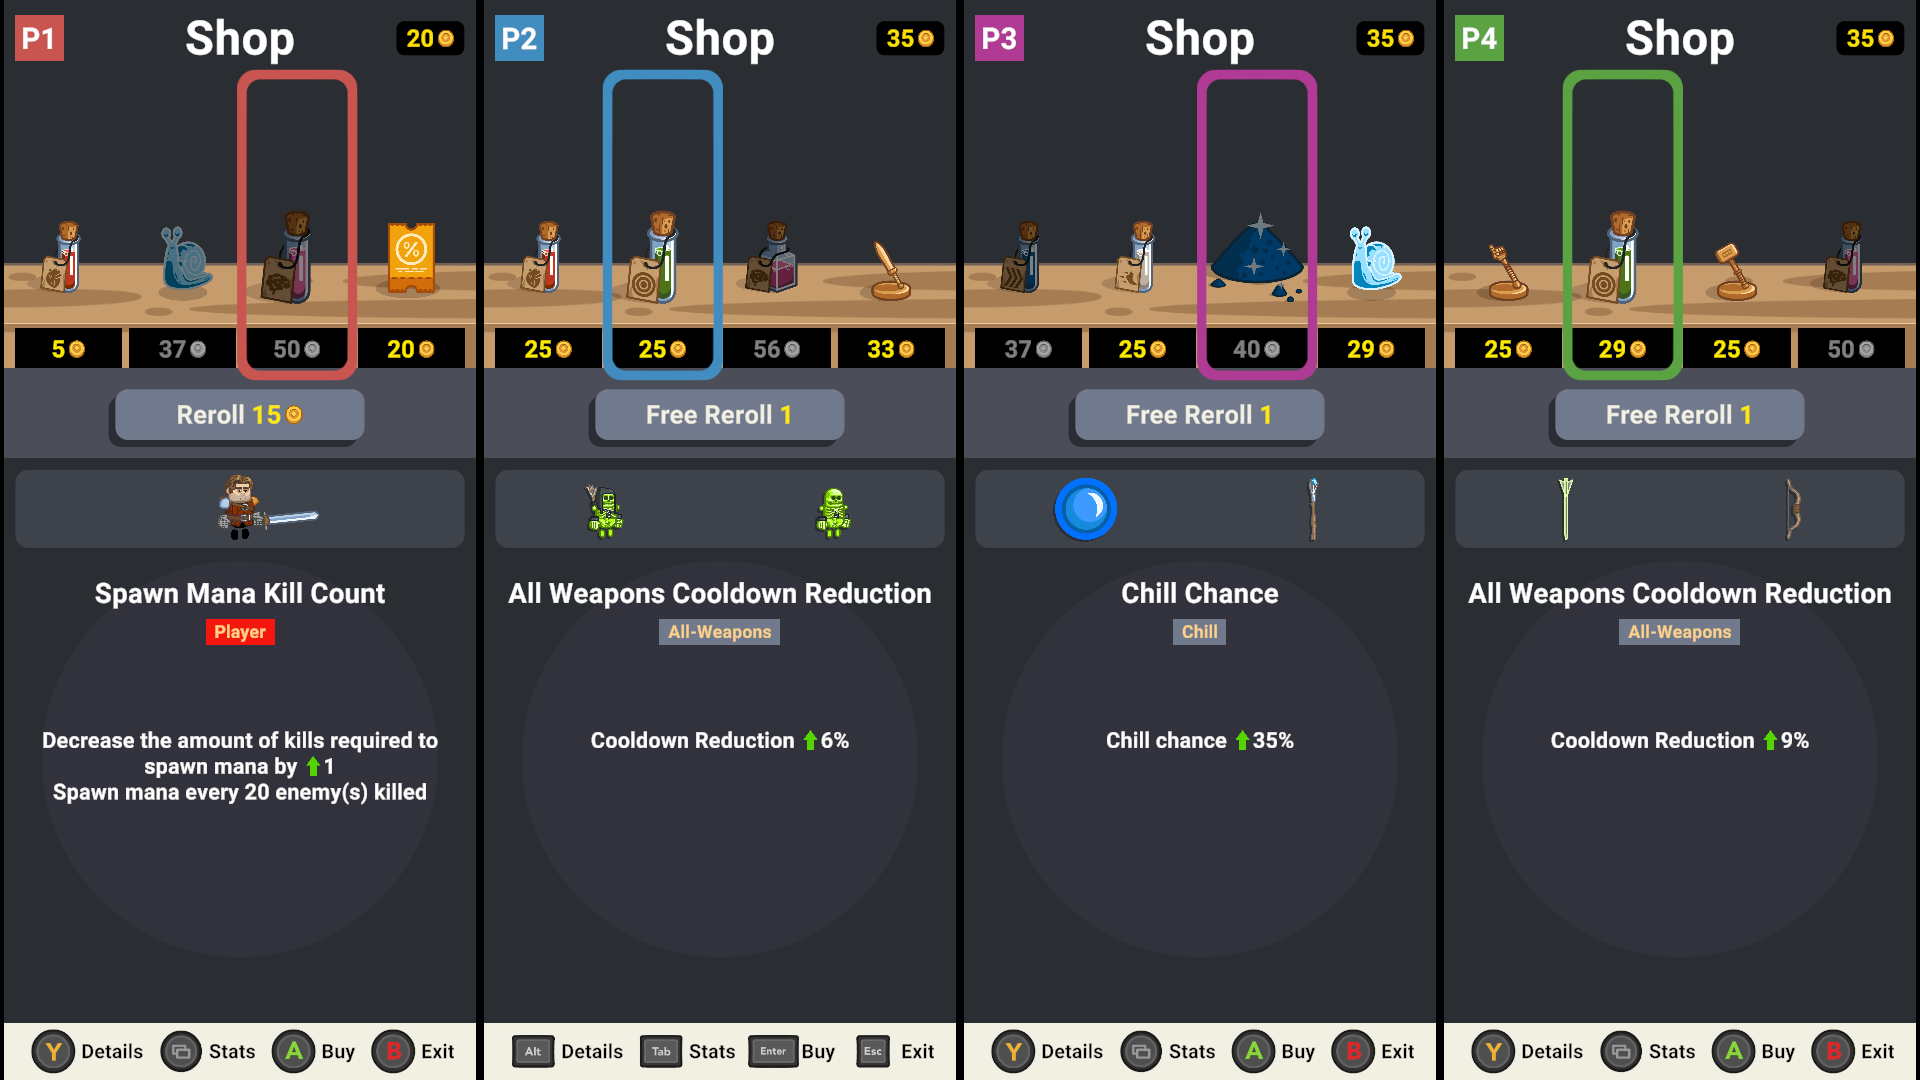 P1 Shop 20
5 37 50 20
Reroll 15
Spawn Mana Kill Count
Player
Decrease the amount of kills required to
spawn mana by 1
Spawn mana every 20 enemy(s) killed
Y Details Stats A Buy B Exit
P2 Shop 35
25 25 56 33
Free Reroll 1
All Weapons Cooldown Reduction
All-Weapons
Cooldown Reduction 6%
Alt Details Tab Stats Enter Buy Esc Exit
P3 Shop 35
37 25 40 29
Free Reroll 1
Chill Chance
Chill
Chill chance 35%
Y Details Stats A Buy B Exit
P4 Shop 35
25 29 25 50
Free Reroll 1
All Weapons Cooldown Reduction
All-Weapons
Cooldown Reduction 9%
Y Details Stats A Buy B Exit